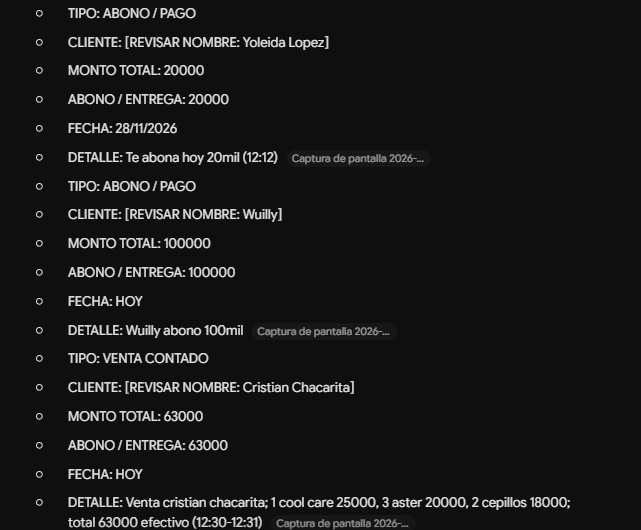 TIPO: ABONO / PAGO
CLIENTE: [REVISAR NOMBRE: Yoleida Lopez]
MONTO TOTAL: 20000
ABONO / ENTREGA: 20000
FECHA: 28/11/2026
DETALLE: Te abona hoy 20mil (12:12) Captura de pantalla 2026-...
TIPO: ABONO / PAGO
CLIENTE: [REVISAR NOMBRE: Wuilly]
MONTO TOTAL: 100000
ABONO / ENTREGA: 100000
FECHA: HOY
DETALLE: Wuilly abono 100mil Captura de pantalla 2026-...
TIPO: VENTA CONTADO
CLIENTE: [REVISAR NOMBRE: Cristian Chacarita]
MONTO TOTAL: 63000
ABONO / ENTREGA: 63000
FECHA: HOY
DETALLE: Venta cristian chacarita; 1 cool care 25000, 3 aster 20000, 2 cepillos 18000;
total 63000 efectivo (12:30-12:31) Captura de pantalla 2026-...